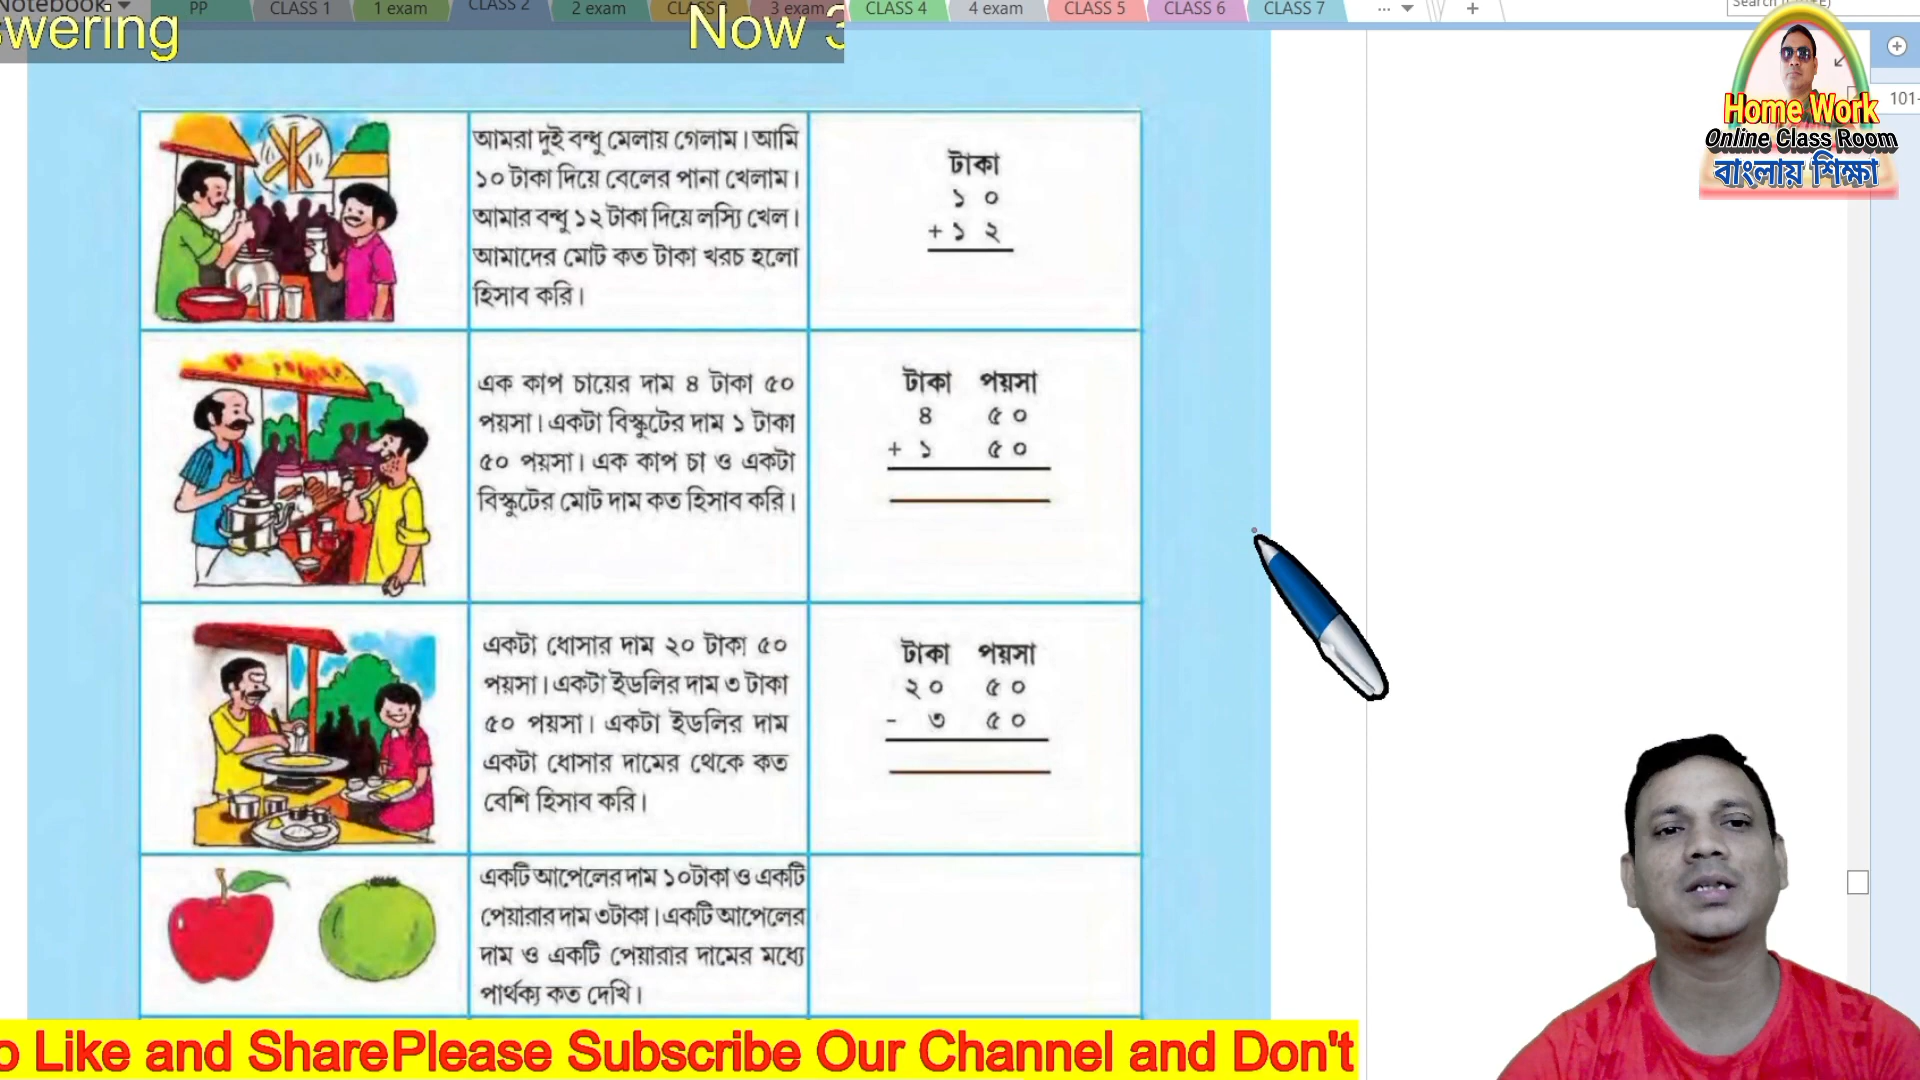 Notebook
PP
CLASS 1
1 exam
CLASS 2
2 exam
CLASS 3
3 exam
CLASS 4
4 exam
CLASS 5
CLASS 6
CLASS 7
wering
Now 3
Home Work
Online Class Room
বাংলায় শিক্ষা
101-
আমরা দুই বন্ধু মেলায় গেলাম। আমি
১০ টাকা দিয়ে বেলের পানা খেলাম।
আমার বন্ধু ১২ টাকা দিয়ে লস্যি খেল।
আমাদের মোট কত টাকা খরচ হলো
হিসাব করি।
টাকা
১ ০
+ ১ ২
এক কাপ চায়ের দাম ৪ টাকা ৫০
পয়সা। একটা বিস্কুটের দাম ১ টাকা
৫০ পয়সা। এক কাপ চা ও একটা
বিস্কুটের মোট দাম কত হিসাব করি।
টাকা পয়সা
৪ ৫ ০
+ ১ ৫ ০
একটা ধোসার দাম ২০ টাকা ৫০
পয়সা। একটা ইডলির দাম ৩ টাকা
৫০ পয়সা। একটা ইডলির দাম
একটা ধোসার দামের থেকে কত
বেশি হিসাব করি।
টাকা পয়সা
২ ০ ৫ ০
- ৩ ৫ ০
একটি আপেলের দাম ১০টাকা ও একটি
পেয়ারার দাম ৩টাকা। একটি আপেলের
দাম ও একটি পেয়ারার দামের মধ্যে
পার্থক্য কত দেখি।
o Like and SharePlease Subscribe Our Channel and Don't